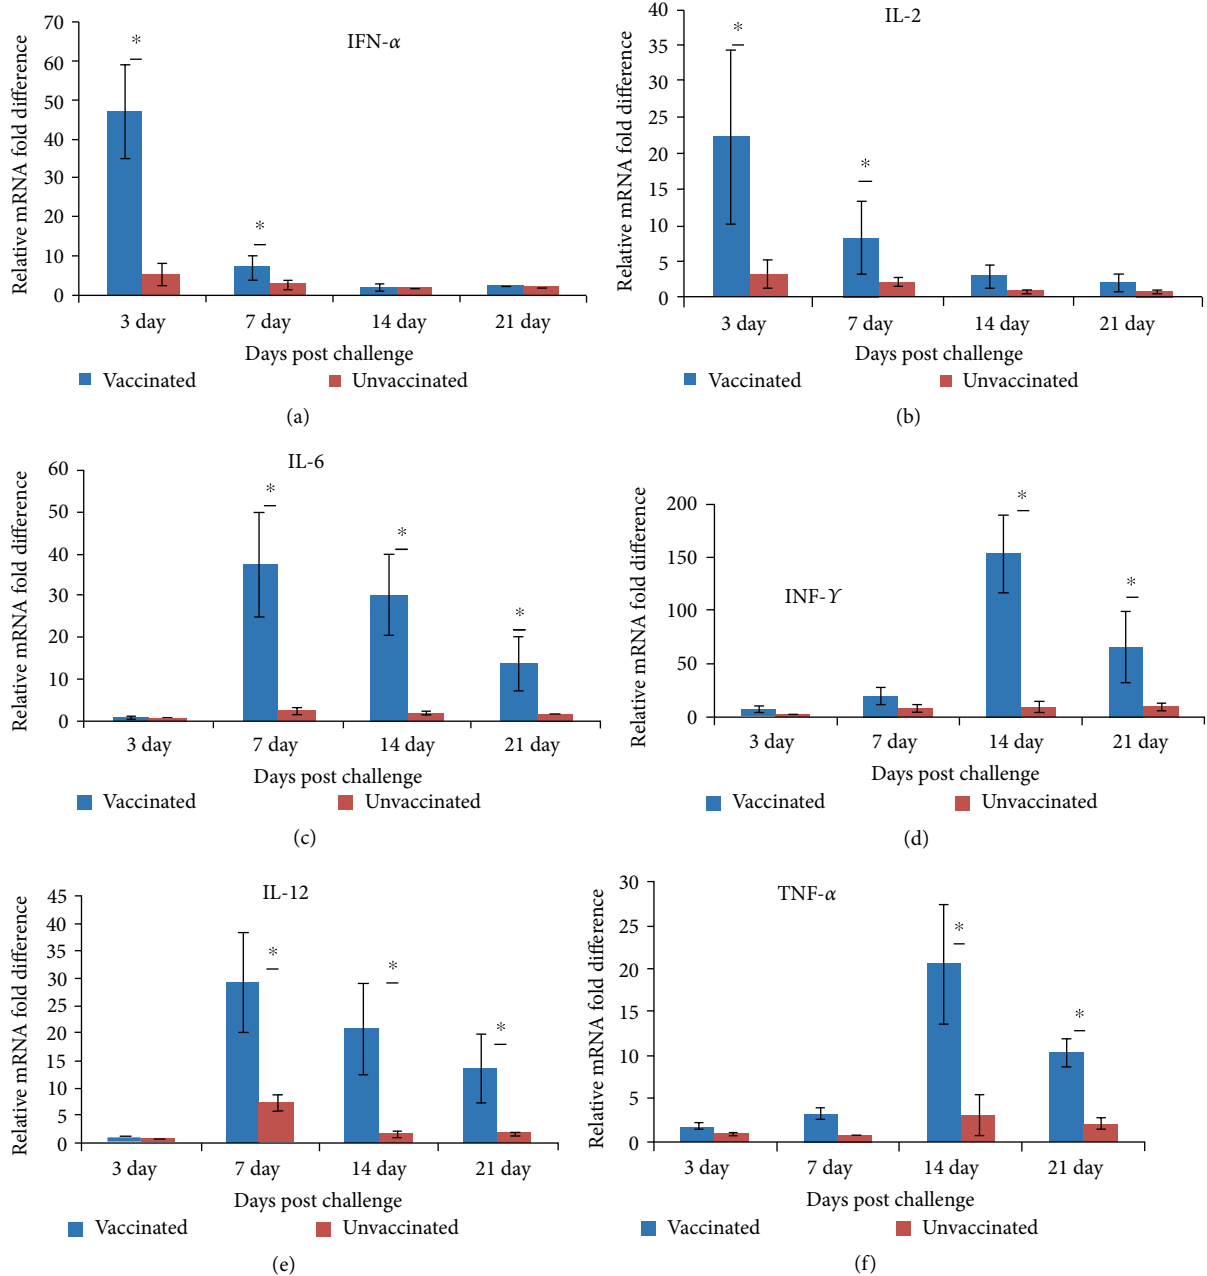 IFN-α
Relative mRNA fold difference
70
60
50
40
30
20
10
0
*
*
3 day 7 day 14 day 21 day
Days post challenge
Vaccinated Unvaccinated
(a)
IL-2
Relative mRNA fold difference
40
35
30
25
20
15
10
5
0
*
*
3 day 7 day 14 day 21 day
Days post challenge
Vaccinated Unvaccinated
(b)
IL-6
Relative mRNA fold difference
60
50
40
30
20
10
0
*
*
*
3 day 7 day 14 day 21 day
Days post challenge
Vaccinated Unvaccinated
(c)
INF-ϒ
Relative mRNA fold difference
200
150
100
50
0
*
*
3 day 7 day 14 day 21 day
Days post challenge
Vaccinated Unvaccinated
(d)
IL-12
Relative mRNA fold difference
45
40
35
30
25
20
15
10
5
0
*
*
*
3 day 7 day 14 day 21 day
Days post challenge
Vaccinated Unvaccinated
(e)
TNF-α
Relative mRNA fold difference
30
25
20
15
10
5
0
*
*
3 day 7 day 14 day 21 day
Days post challenge
Vaccinated Unvaccinated
(f)